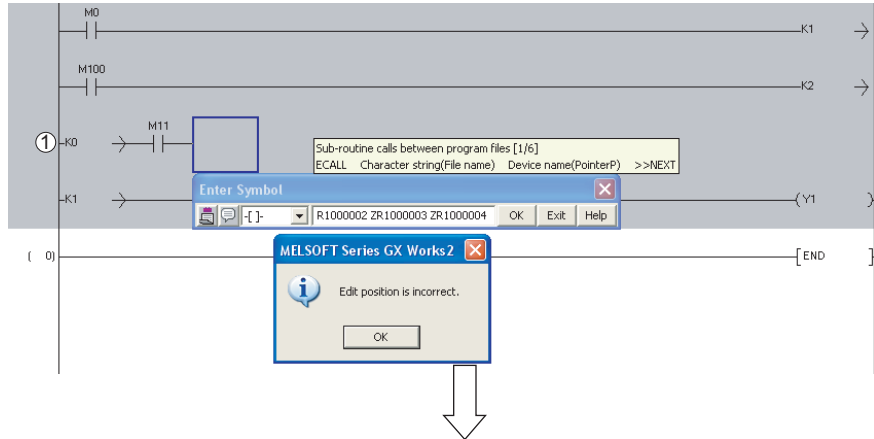 M0
K1
M100
K2
① K0 M11
Sub-routine calls between program files [1/6]
ECALL Character string(File name) Device name(PointerP) >>NEXT
Enter Symbol
K1 Y1
-[ ]- R1000002 ZR1000003 ZR1000004 OK Exit Help
( 0) END
MELSOFT Series GX Works2
Edit position is incorrect.
OK